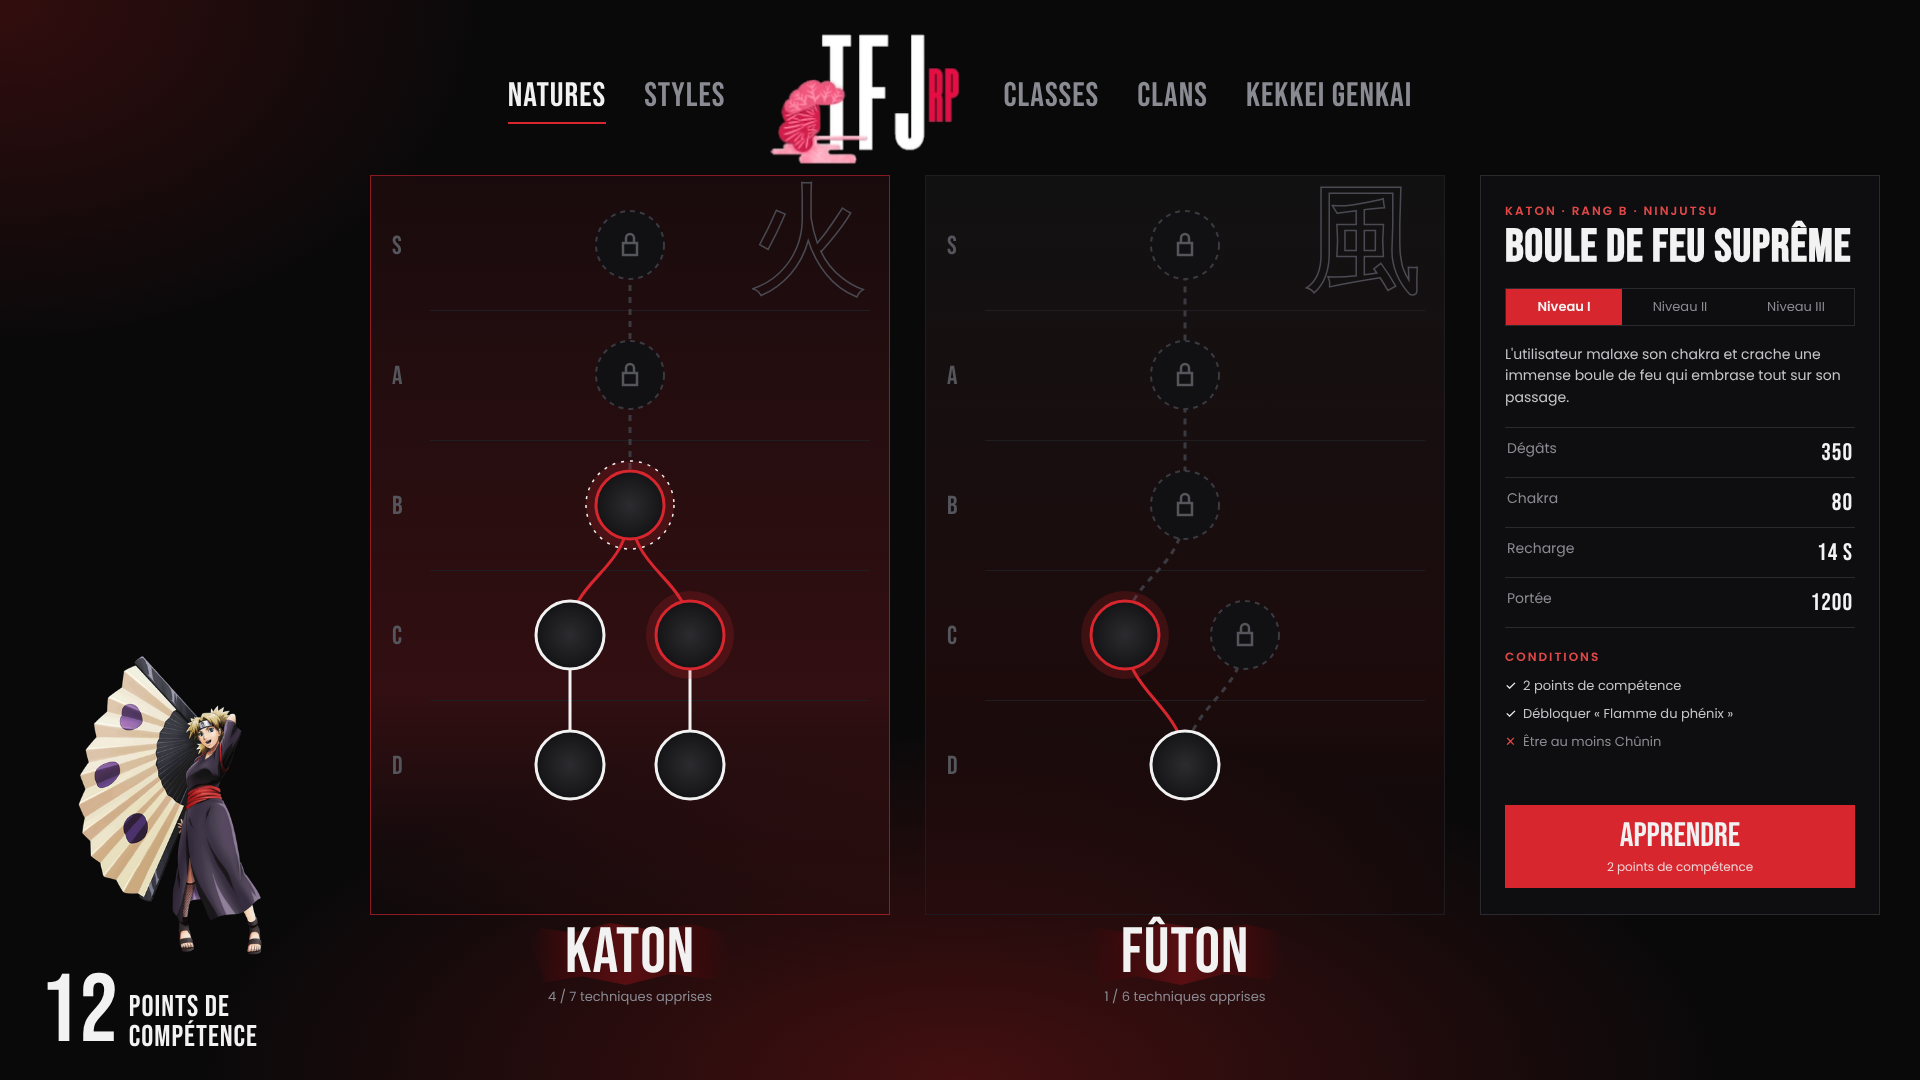 NATURES
STYLES
TFJ RP
CLASSES
CLANS
KEKKEI GENKAI
火
S
A
B
C
D
KATON
4 / 7 techniques apprises
風
S
A
B
C
D
FÛTON
1 / 6 techniques apprises
KATON · RANG B · NINJUTSU
BOULE DE FEU SUPRÊME
Niveau I
Niveau II
Niveau III
L'utilisateur malaxe son chakra et crache une
immense boule de feu qui embrase tout sur son
passage.
Dégâts 350
Chakra 80
Recharge 14 S
Portée 1200
CONDITIONS
✓ 2 points de compétence
✓ Débloquer « Flamme du phénix »
✕ Être au moins Chûnin
APPRENDRE
2 points de compétence
12 POINTS DE
COMPÉTENCE